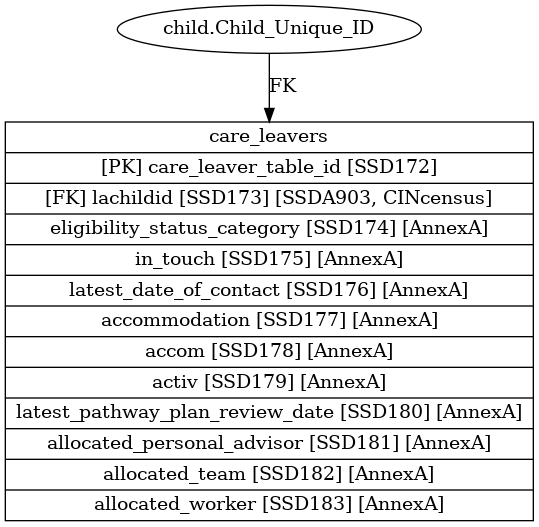 child.Child_Unique_ID
FK
care_leavers
[PK] care_leaver_table_id [SSD172]
[FK] lachildid [SSD173] [SSDA903, CINcensus]
eligibility_status_category [SSD174] [AnnexA]
in_touch [SSD175] [AnnexA]
latest_date_of_contact [SSD176] [AnnexA]
accommodation [SSD177] [AnnexA]
accom [SSD178] [AnnexA]
activ [SSD179] [AnnexA]
latest_pathway_plan_review_date [SSD180] [AnnexA]
allocated_personal_advisor [SSD181] [AnnexA]
allocated_team [SSD182] [AnnexA]
allocated_worker [SSD183] [AnnexA]